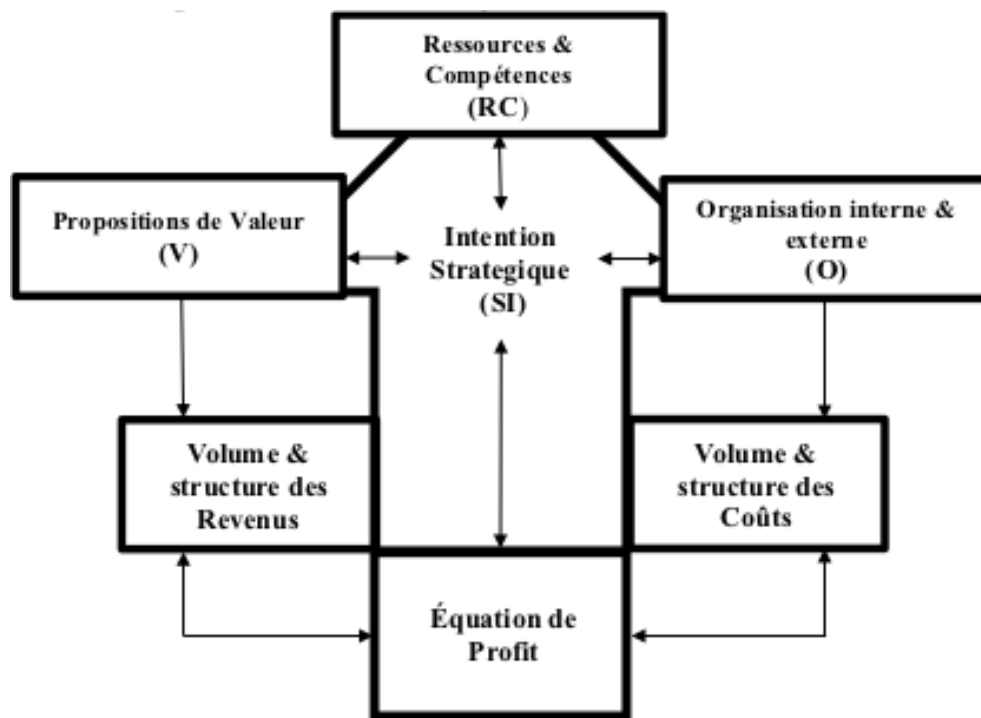 Ressources &
Compétences
(RC)
Propositions de Valeur
(V)
Intention
Strategique
(SI)
Organisation interne &
externe
(O)
Volume &
structure des
Revenus
Volume &
structure des
Coûts
Équation de
Profit